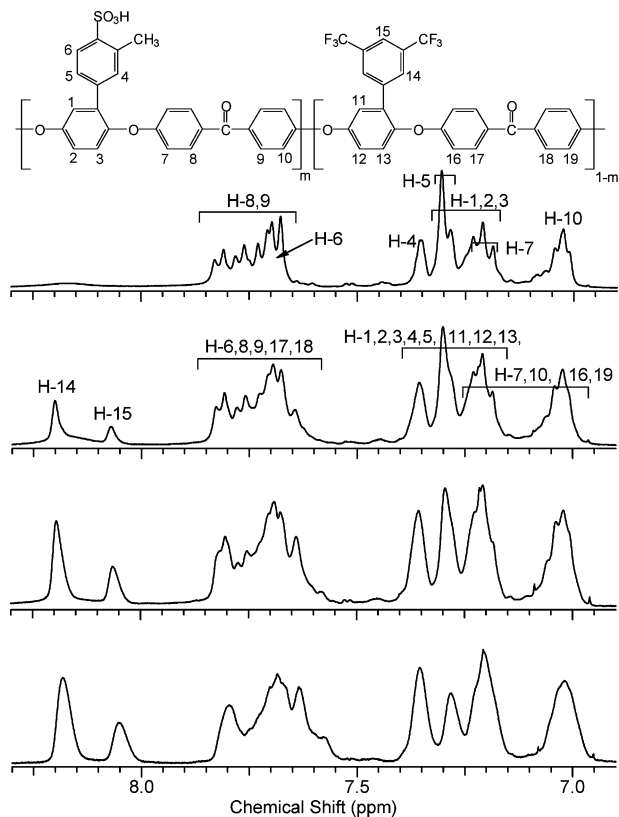 SO₃H
6
CH₃
5
4
1
O
2
3
O
7
8
O
9
10
m
F₃C
15
CF₃
14
11
O
12
13
O
16
17
O
18
19
1-m
H-8,9
H-6
H-5
H-1,2,3
H-4
H-7
H-10
H-14
H-15
H-6,8,9,17,18
H-1,2,3,4,5, 11,12,13,
H-7,10, 16,19
8.0
7.5
7.0
Chemical Shift (ppm)